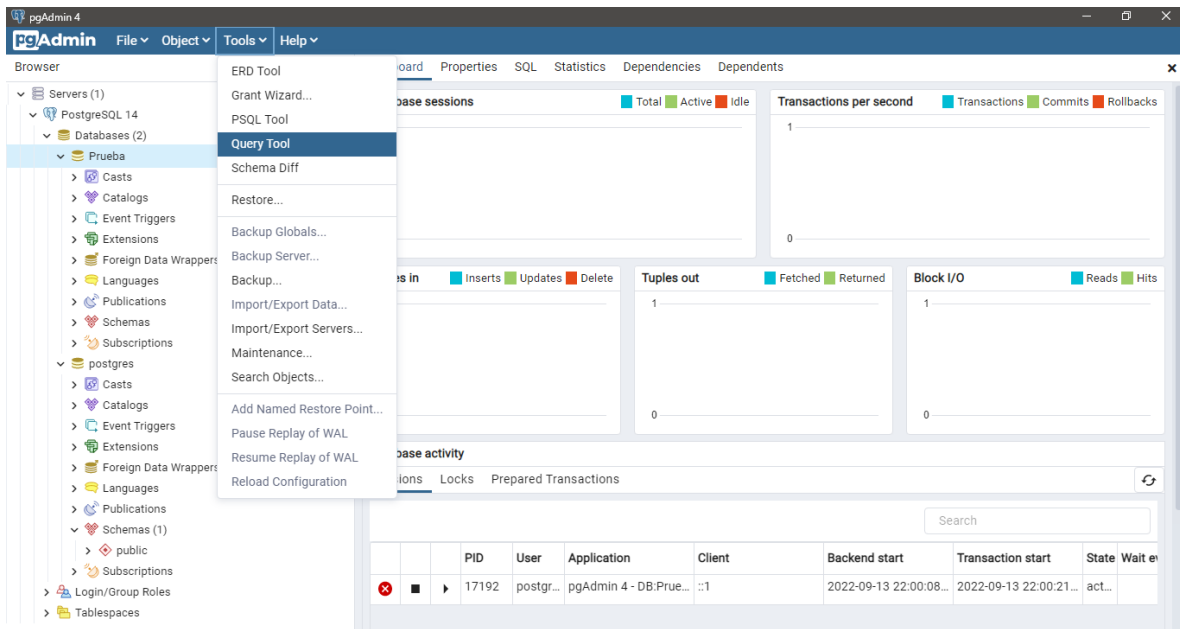 pgAdmin 4
pgAdmin File Object Tools Help
Browser
Servers (1)
PostgreSQL 14
Databases (2)
Prueba
Casts
Catalogs
Event Triggers
Extensions
Foreign Data Wrappers
Languages
Publications
Schemas
Subscriptions
postgres
Casts
Catalogs
Event Triggers
Extensions
Foreign Data Wrappers
Languages
Publications
Schemas (1)
public
Subscriptions
Login/Group Roles
Tablespaces
ERD Tool
Grant Wizard...
PSQL Tool
Query Tool
Schema Diff
Restore...
Backup Globals...
Backup Server...
Backup...
Import/Export Data...
Import/Export Servers...
Maintenance...
Search Objects...
Add Named Restore Point...
Pause Replay of WAL
Resume Replay of WAL
Reload Configuration
oard Properties SQL Statistics Dependencies Dependents
base sessions Total Active Idle
Transactions per second Transactions Commits Rollbacks
1
0
es in Inserts Updates Delete
Tuples out Fetched Returned
1
0
Block I/O Reads Hits
1
0
base activity
ions Locks Prepared Transactions
Search
PID User Application Client Backend start Transaction start State Wait ev
17192 postgr... pgAdmin 4 - DB:Prue... ::1 2022-09-13 22:00:08... 2022-09-13 22:00:21... act...